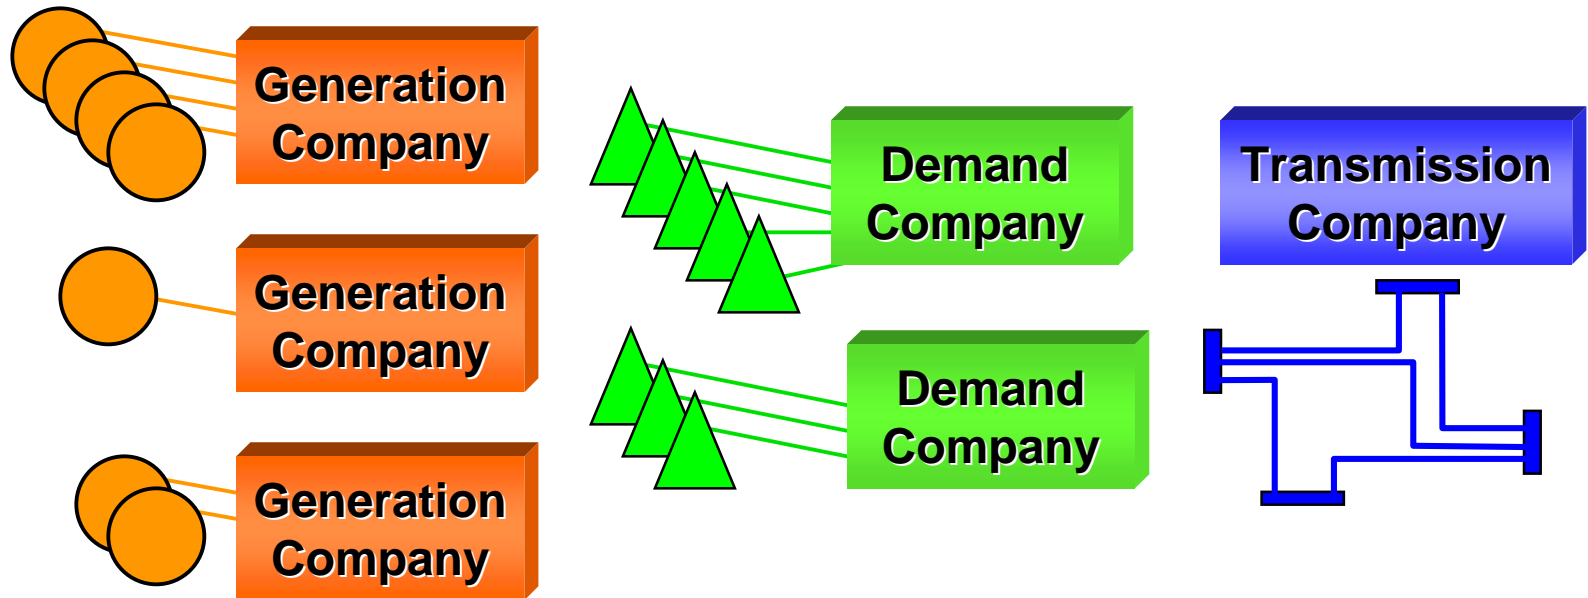 Generation
Company
Generation
Company
Generation
Company
Demand
Company
Demand
Company
Transmission
Company